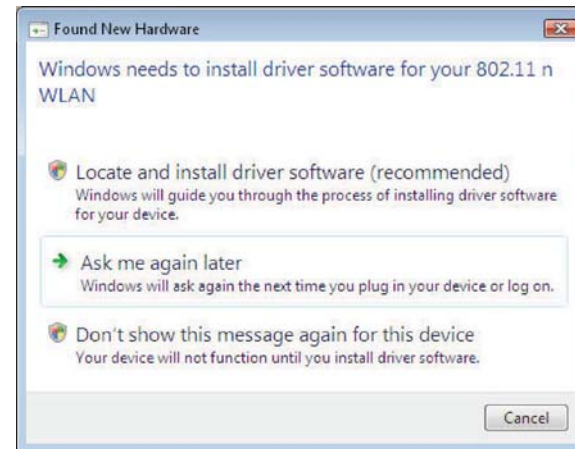 Found New Hardware
Windows needs to install driver software for your 802.11 n
WLAN
Locate and install driver software (recommended)
Windows will guide you through the process of installing driver software
for your device.
Ask me again later
Windows will ask again the next time you plug in your device or log on.
Don't show this message again for this device
Your device will not function until you install driver software.
Cancel